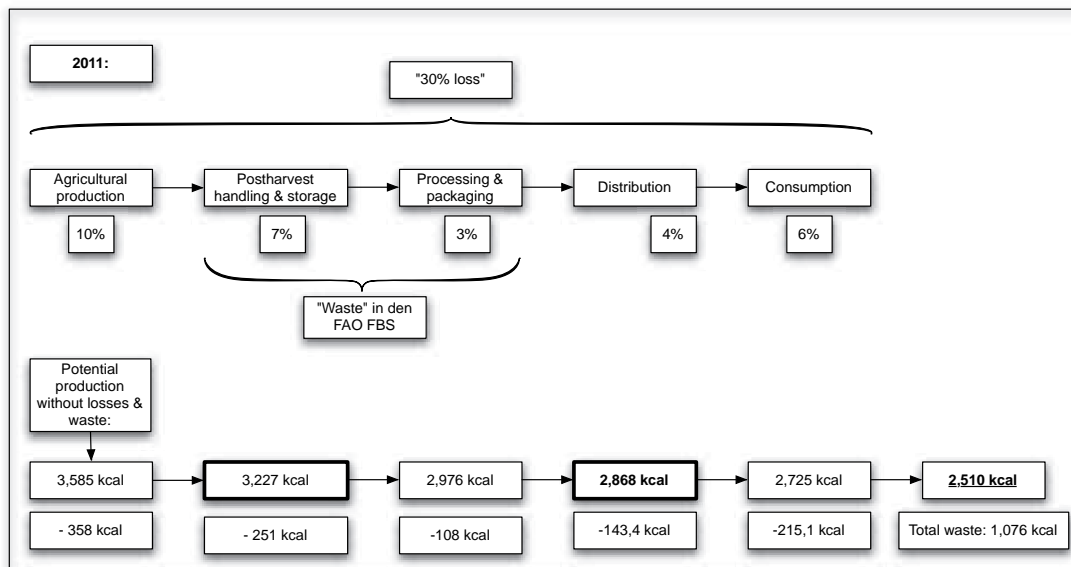 2011:
"30% loss"
Agricultural
production
Postharvest
handling & storage
Processing &
packaging
Distribution
Consumption
10%
7%
3%
4%
6%
"Waste" in den
FAO FBS
Potential
production
without losses &
waste:
3,585 kcal
3,227 kcal
2,976 kcal
2,868 kcal
2,725 kcal
2,510 kcal
- 358 kcal
- 251 kcal
-108 kcal
-143,4 kcal
-215,1 kcal
Total waste: 1,076 kcal